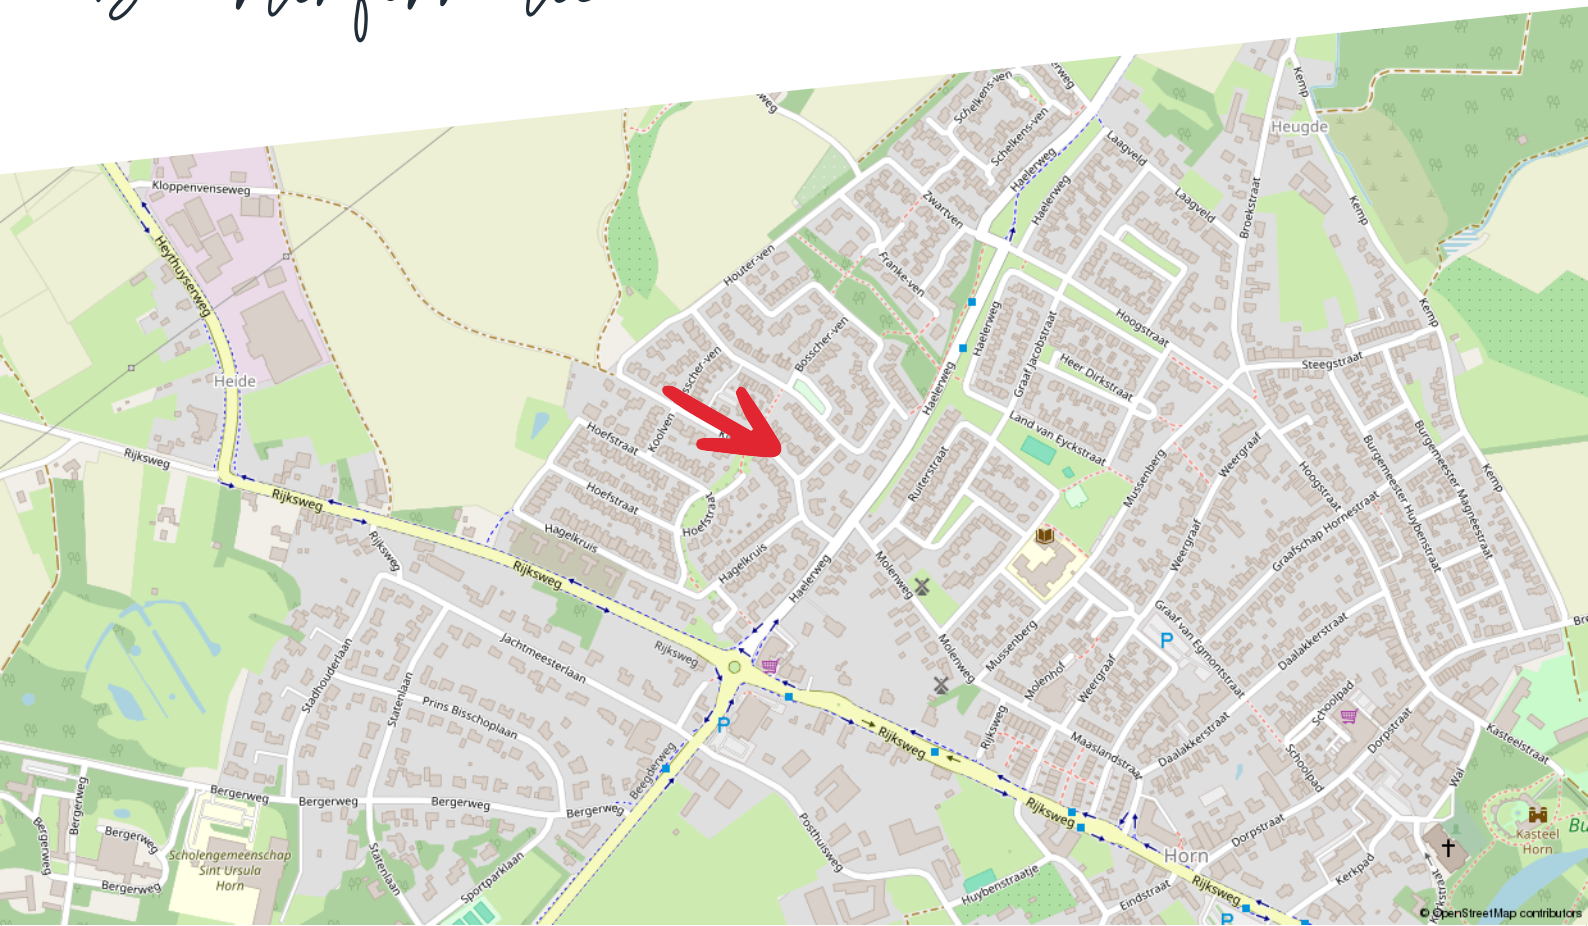 Kemp
Heugde
Schelkens-ven
Schelkens-ven
Laagveld
Haelerweg
Kloppenvenseweg
Laagveld
Haelerweg
Broekstraat
Kemp
Zwartven
Heythuyserweg
Houter-ven
Franke-ven
Kemp
Haelerweg
Hoogstraat
Graaf Jacobstraat
Bosscher-ven
Steegstraat
Heer Dirkstraat
Heide
Haelerweg
Koolven
Hoefstraat
Land van Eyckstraat
Burgemeester Magneestraat
Burgemeester Huybenstraat
Rijksweg
Ruiterstraat
Mussenberg
Weergraaf
Hoogstraat
Kemp
Rijksweg
Hoefstraat
Hoefstraat
Graafschap Hornestraat
Hagelkruis
Rijksweg
Weergraaf
Hagelkruis
Rijksweg
Haelerweg
Molenweg
Graaf van Egmontstraat
Daalakkerstraat
P
Jachtmeesterlaan
Rijksweg
Mussenberg
Molenweg
Stadhouderlaan
Statenlaan
Molenhof
Weergraaf
Prins Bisschoplaan
Schoolpad
P
Rijksweg
Rijksweg
Maaslandstraat
Daalakkerstraat
Dorpstraat
Kasteelstraat
Schoolpad
Beegderweg
Wal
Bergerweg
Bergerweg
Bergerweg
Bergerweg
Bergerweg
Rijksweg
Bergerweg
Bergerweg
Posthuisweg
Dorpstraat
Kasteel
Horn
Scholengemeenschap
Sint Ursula
Horn
Horn
Statenlaan
Sportparklaan
Kerkpad
Bergerweg
Huybenstraatje
Eindstraat
Rijksweg
P
© OpenStreetMap contributors